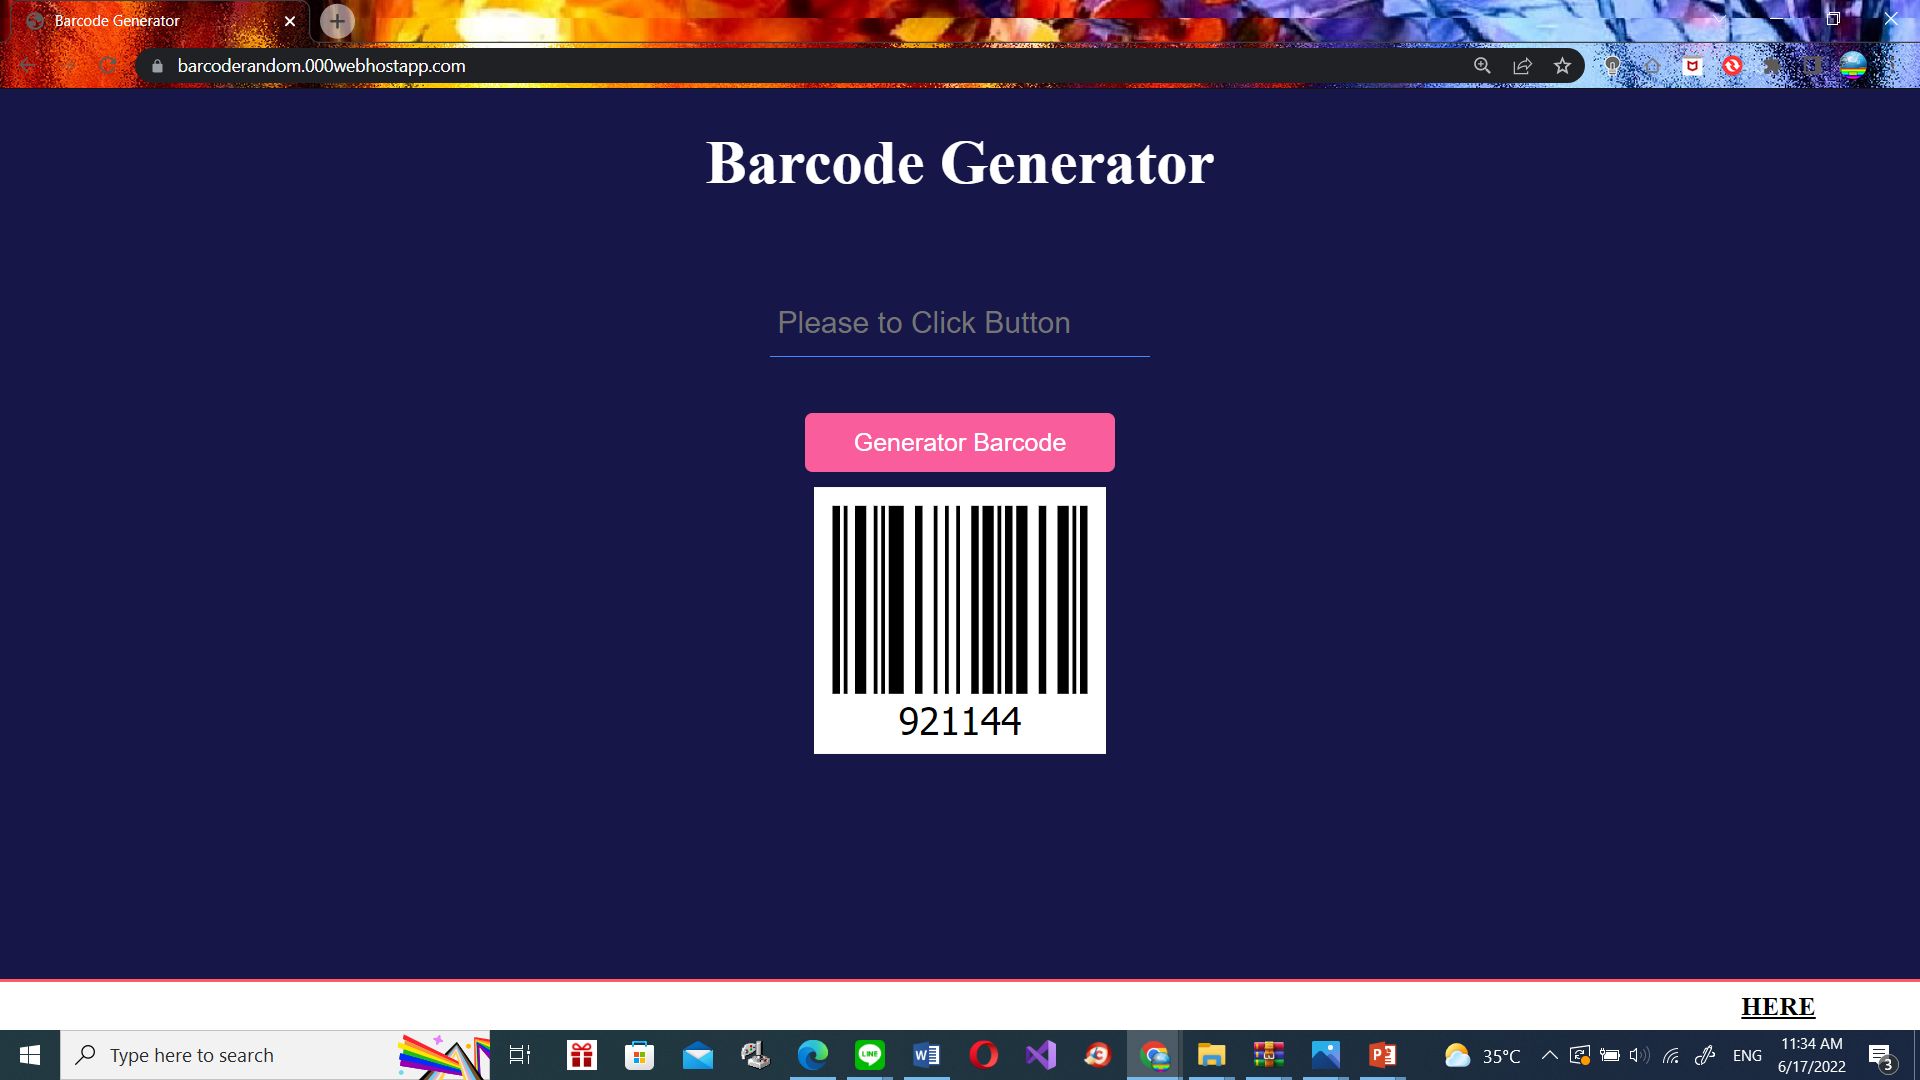 Barcode Generator
barcoderandom.000webhostapp.com
Barcode Generator
Please to Click Button
Generator Barcode
921144
HERE
Type here to search
LINE
35°C
ENG
11:34 AM
6/17/2022
3